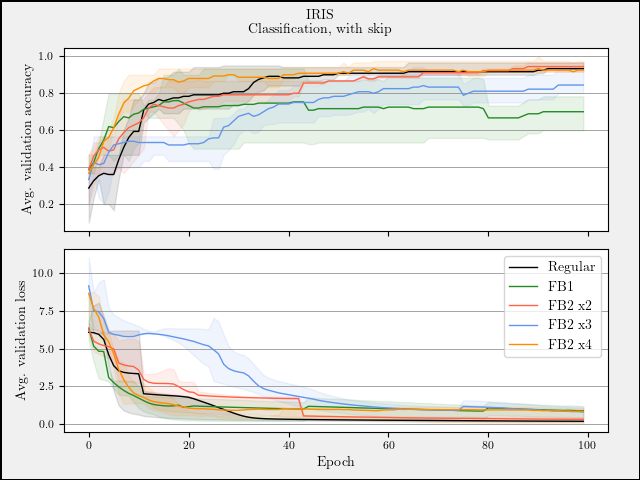 IRIS
Classification, with skip
Avg. validation accuracy
1.0
0.8
0.6
0.4
0.2
Avg. validation loss
10.0
7.5
5.0
2.5
0.0
Regular
FB1
FB2 x2
FB2 x3
FB2 x4
0 20 40 60 80 100
Epoch